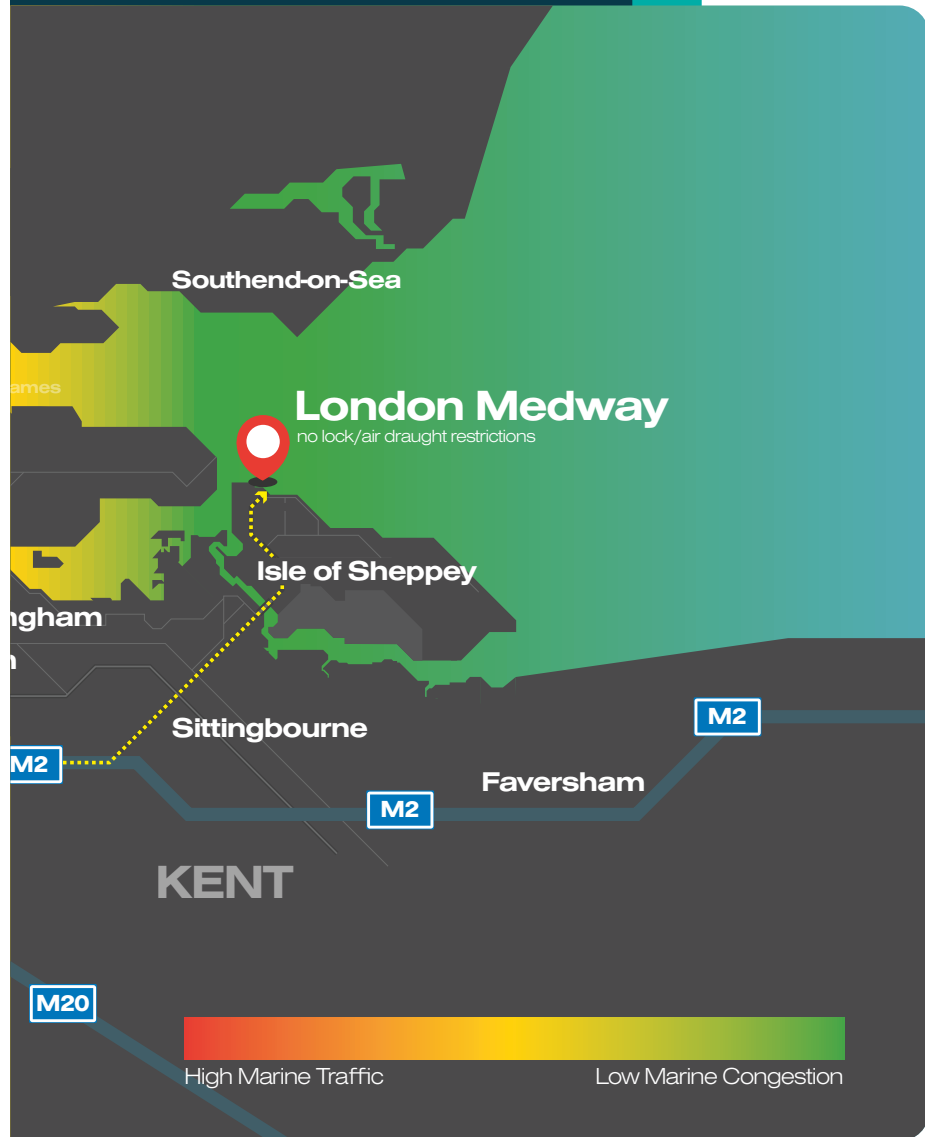 Southend-on-Sea
ames
London Medway
no lock/air draught restrictions
Isle of Sheppey
ngham
Sittingbourne
M2
M2
Faversham
M2
KENT
M20
High Marine Traffic
Low Marine Congestion